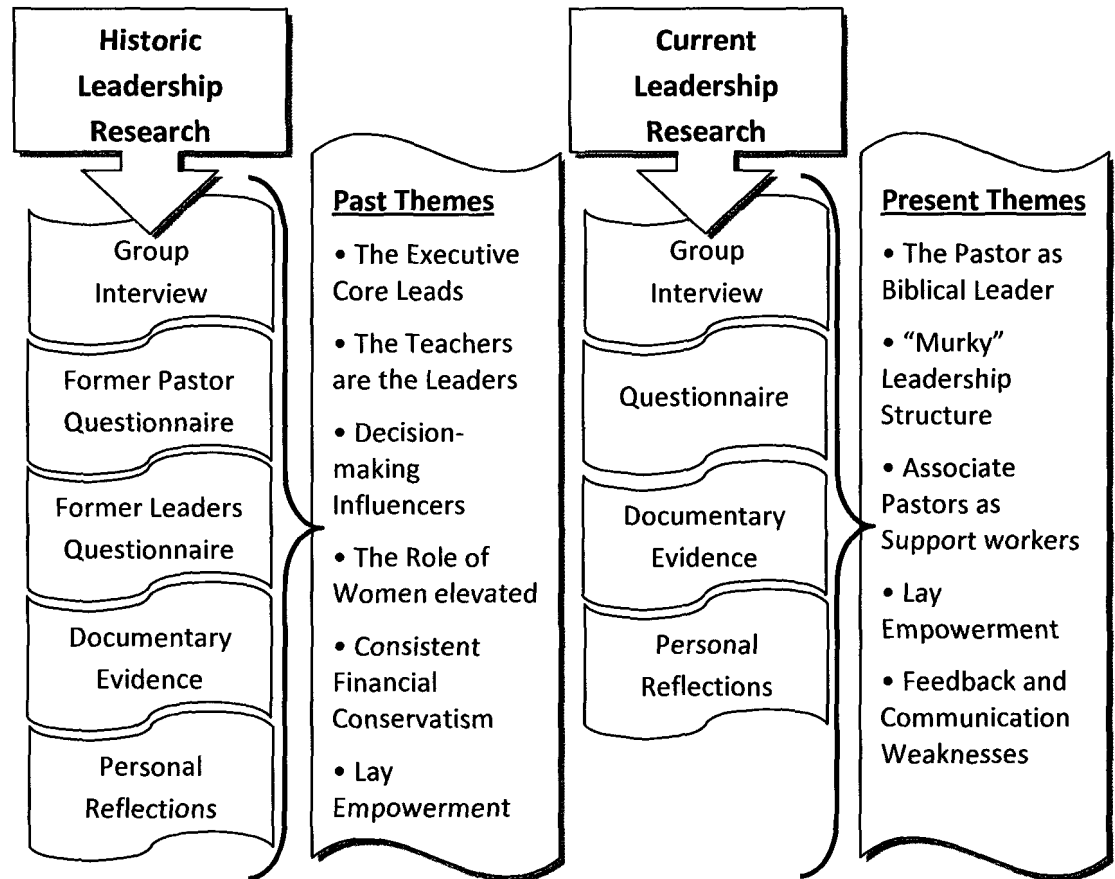 Historic
Leadership
Research
Group
Interview
Former Pastor
Questionnaire
Former Leaders
Questionnaire
Documentary
Evidence
Personal
Reflections
Past Themes
• The Executive
Core Leads
• The Teachers
are the Leaders
• Decision-
making
Influencers
• The Role of
Women elevated
• Consistent
Financial
Conservatism
• Lay
Empowerment
Current
Leadership
Research
Group
Interview
Questionnaire
Documentary
Evidence
Personal
Reflections
Present Themes
• The Pastor as
Biblical Leader
• “Murky”
Leadership
Structure
• Associate
Pastors as
Support workers
• Lay
Empowerment
• Feedback and
Communication
Weaknesses